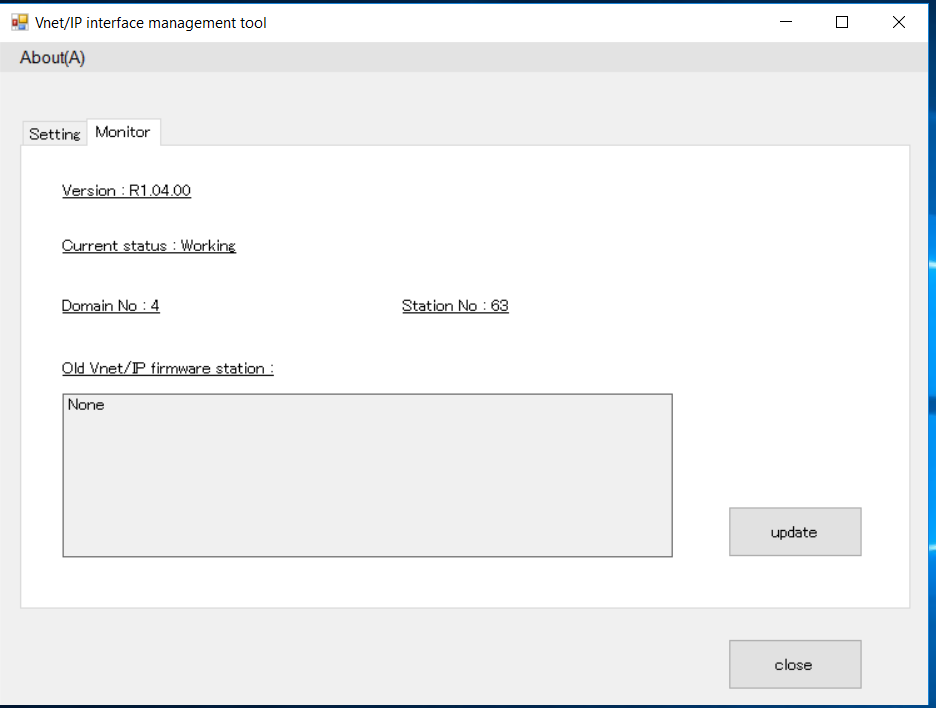 Vnet/IP interface management tool
About(A)
Setting Monitor
Version : R1.04.00
Current status : Working
Domain No : 4 Station No : 63
Old Vnet/IP firmware station :
None
update
close